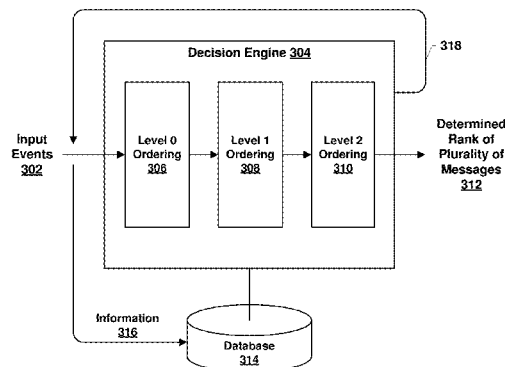 Decision Engine 304
318
Input
Events
302
Level 0
Ordering
306
Level 1
Ordering
308
Level 2
Ordering
310
Determined
Rank of
Plurality of
Messages
312
Information
316
Database
314